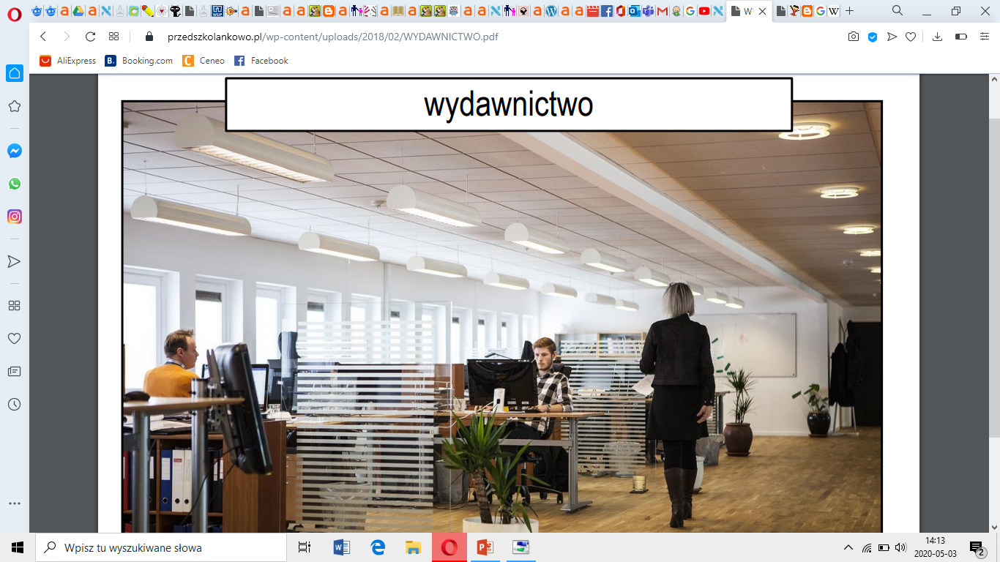 W
przedszkolankowo.pl/wp-content/uploads/2018/02/WYDAWNICTWO.pdf
AliExpress Booking.com Ceneo Facebook
wydawnictwo
Wpisz tu wyszukiwane słowa
14:13
2020-05-03
2